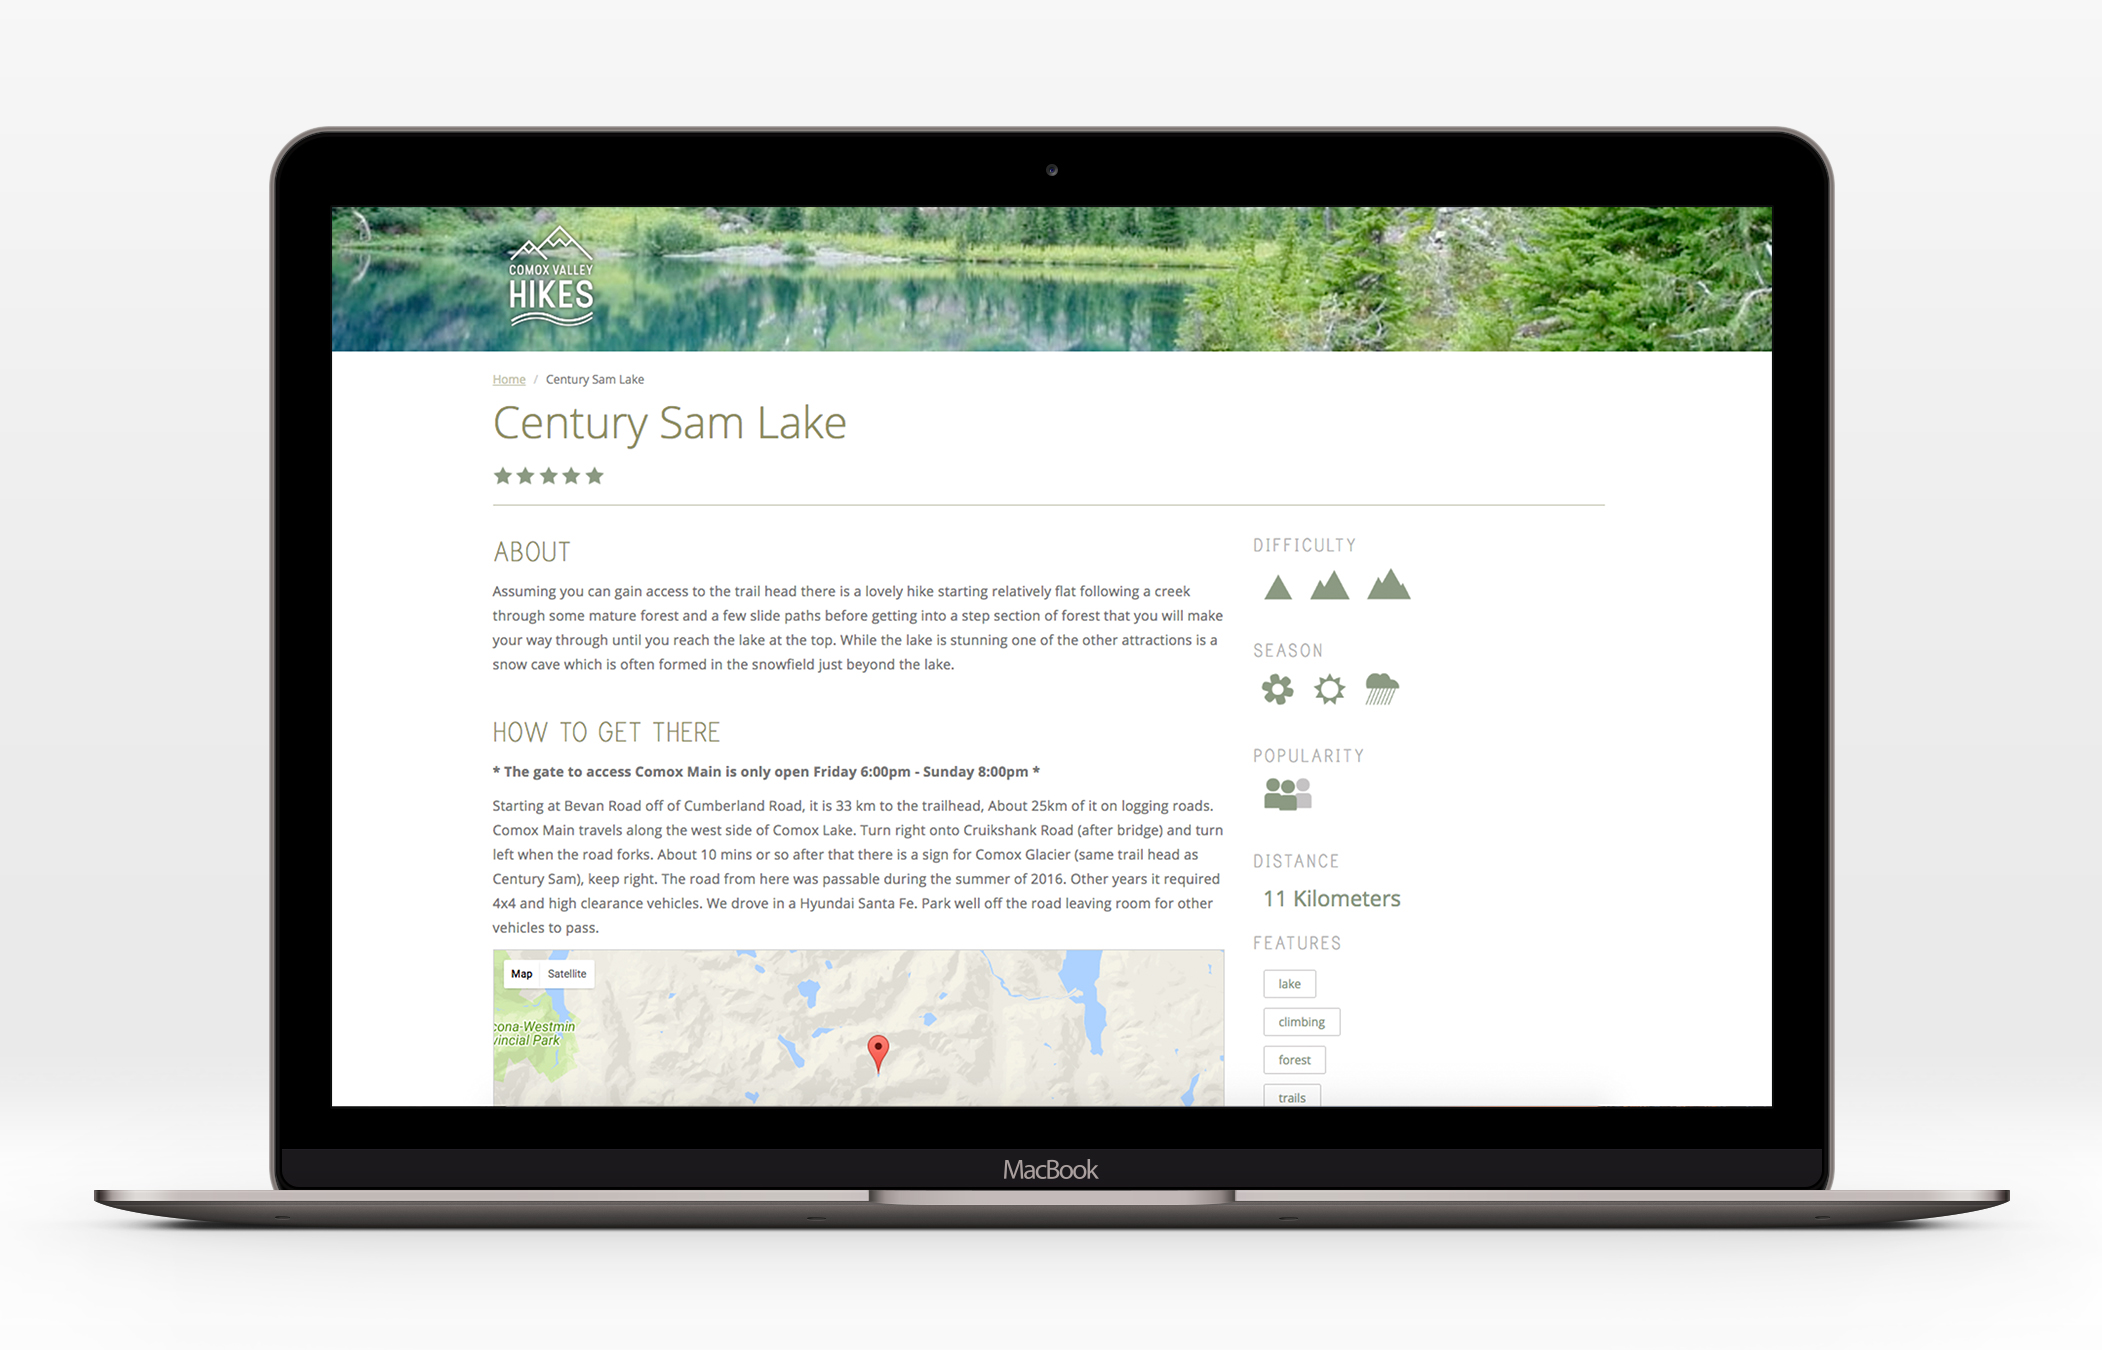 COMOX VALLEY
HIKES
Home / Century Sam Lake
Century Sam Lake
ABOUT
Assuming you can gain access to the trail head there is a lovely hike starting relatively flat following a creek
through some mature forest and a few slide paths before getting into a step section of forest that you will make
your way through until you reach the lake at the top. While the lake is stunning one of the other attractions is a
snow cave which is often formed in the snowfield just beyond the lake.
HOW TO GET THERE
* The gate to access Comox Main is only open Friday 6:00pm - Sunday 8:00pm *
Starting at Bevan Road off of Cumberland Road, it is 33 km to the trailhead, About 25km of it on logging roads.
Comox Main travels along the west side of Comox Lake. Turn right onto Cruikshank Road (after bridge) and turn
left when the road forks. About 10 mins or so after that there is a sign for Comox Glacier (same trail head as
Century Sam), keep right. The road from here was passable during the summer of 2016. Other years it required
4x4 and high clearance vehicles. We drove in a Hyundai Santa Fe. Park well off the road leaving room for other
vehicles to pass.
Map Satellite
cona-Westmin
vincial Park
DIFFICULTY
SEASON
POPULARITY
DISTANCE
11 Kilometers
FEATURES
lake
climbing
forest
trails
MacBook